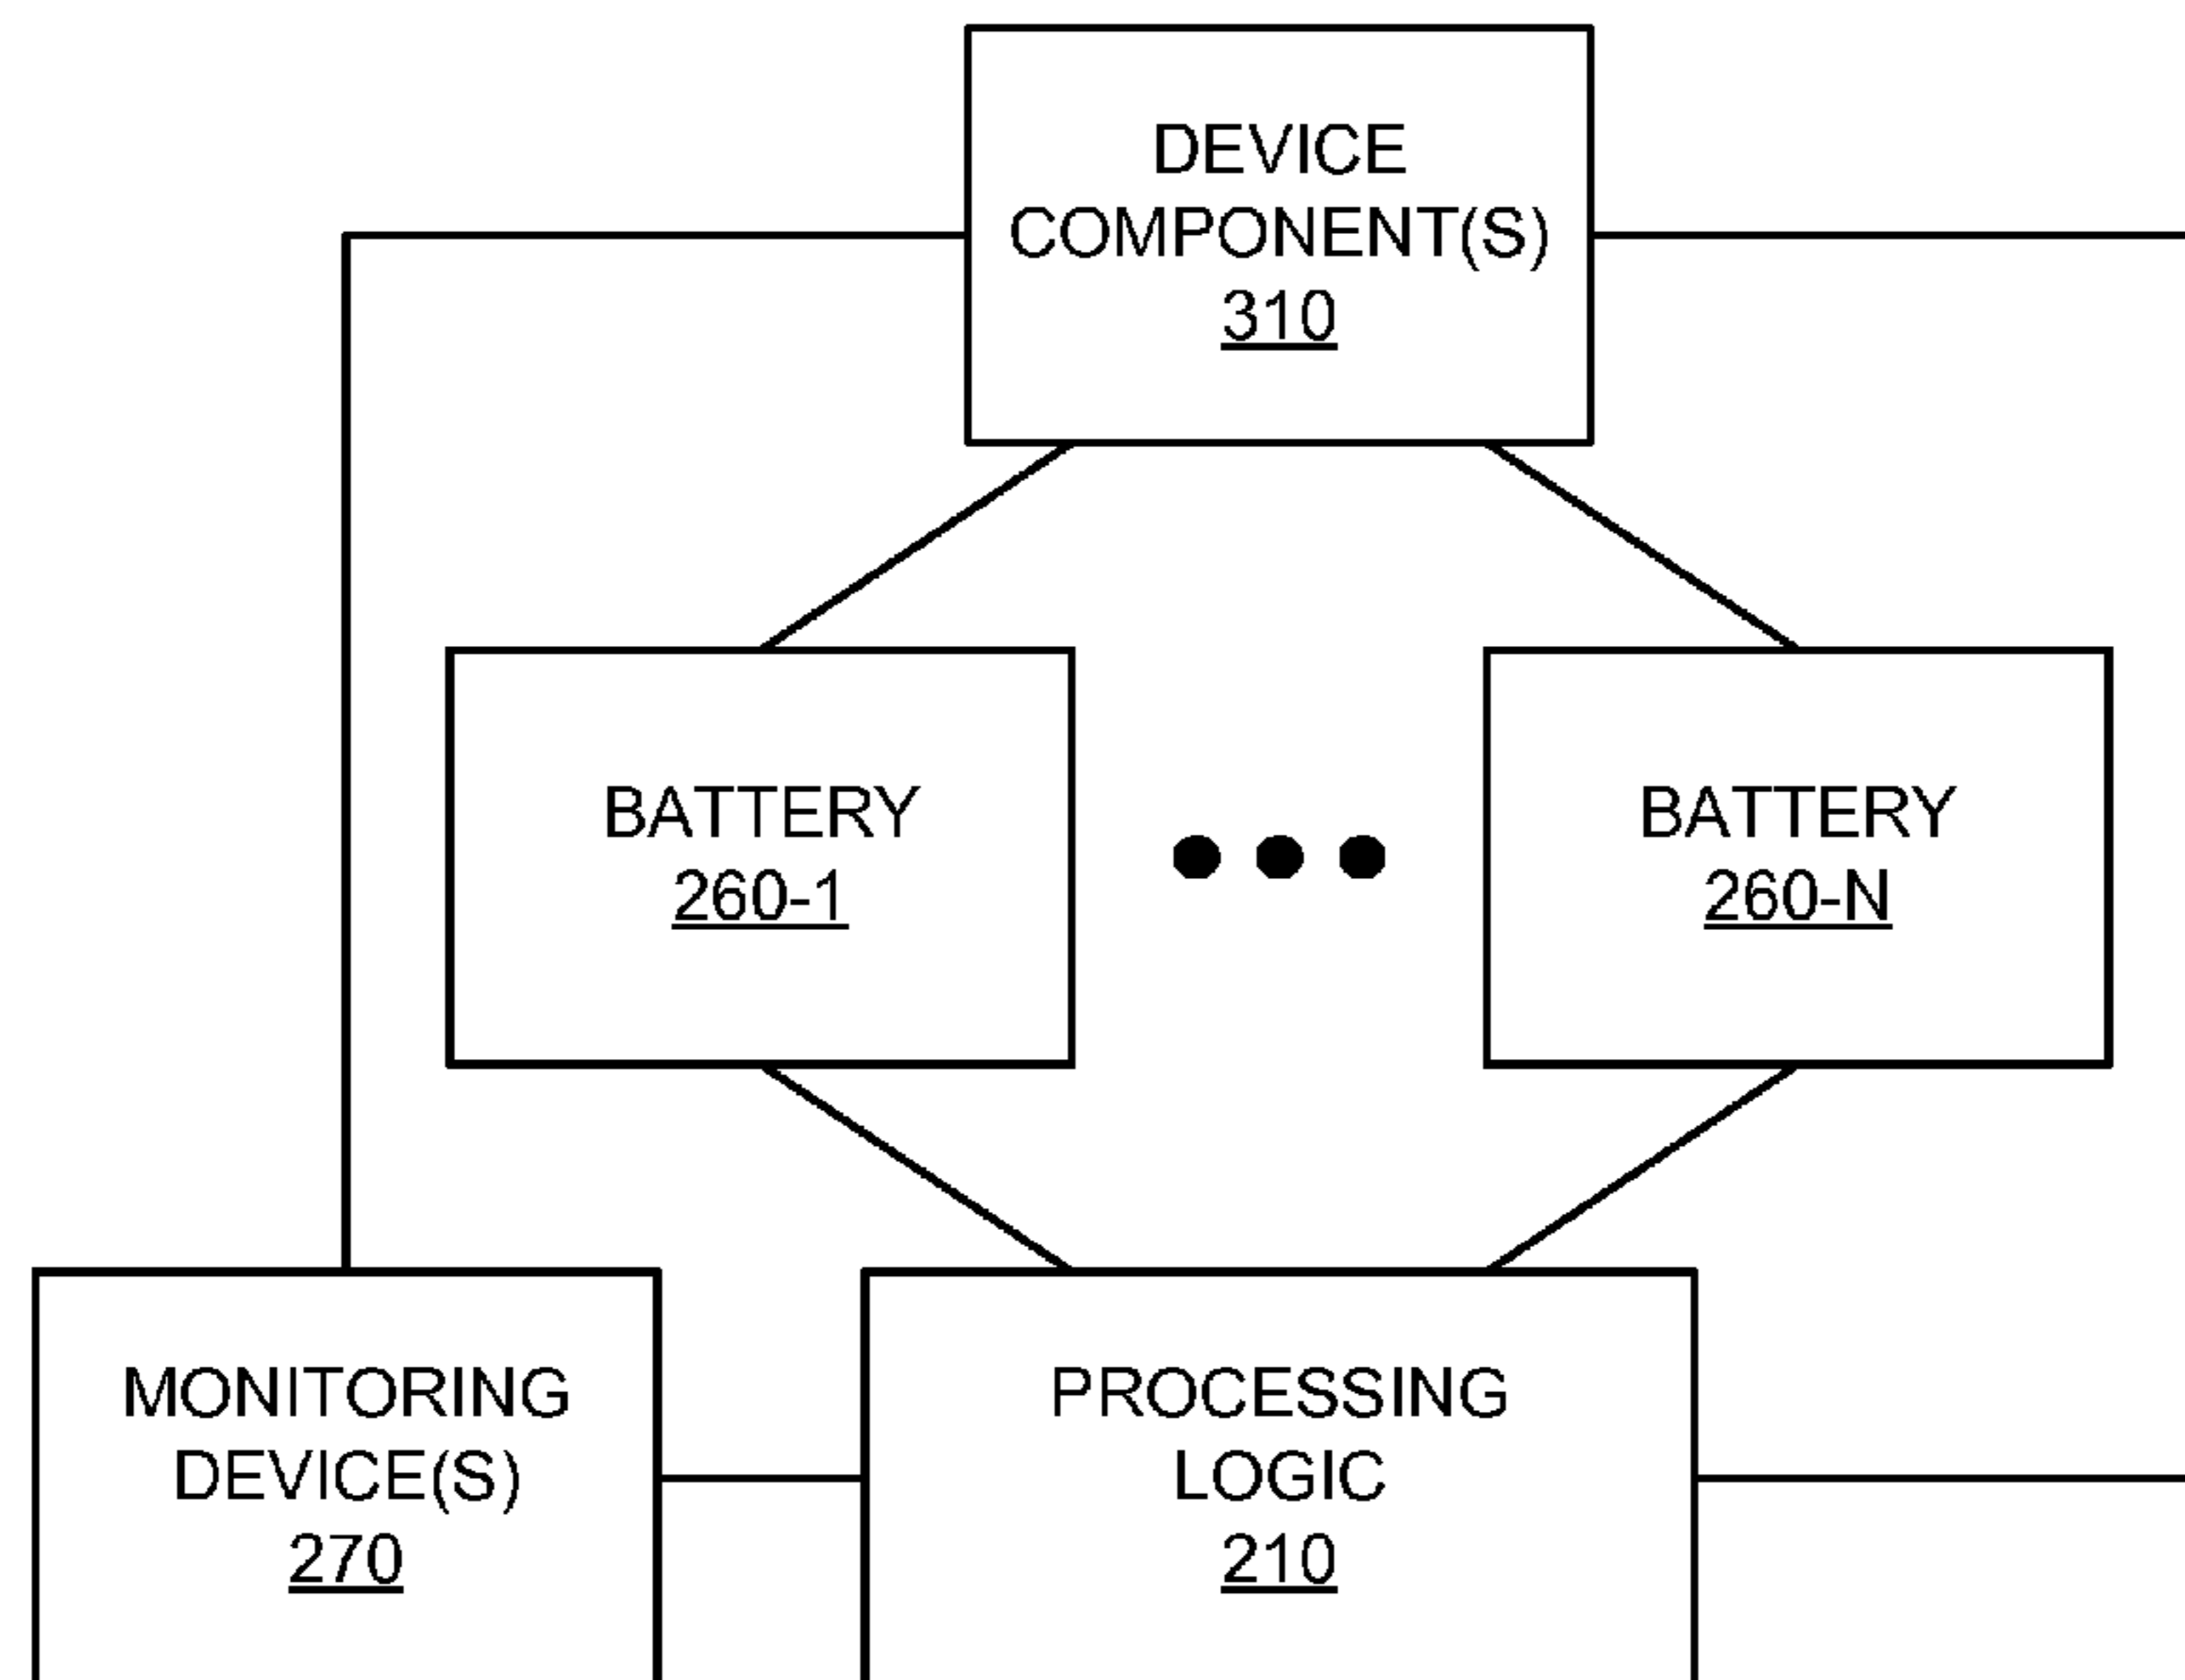 DEVICE
COMPONENT(S)
310
BATTERY
260-1
BATTERY
260-N
MONITORING
DEVICE(S)
270
PROCESSING
LOGIC
210